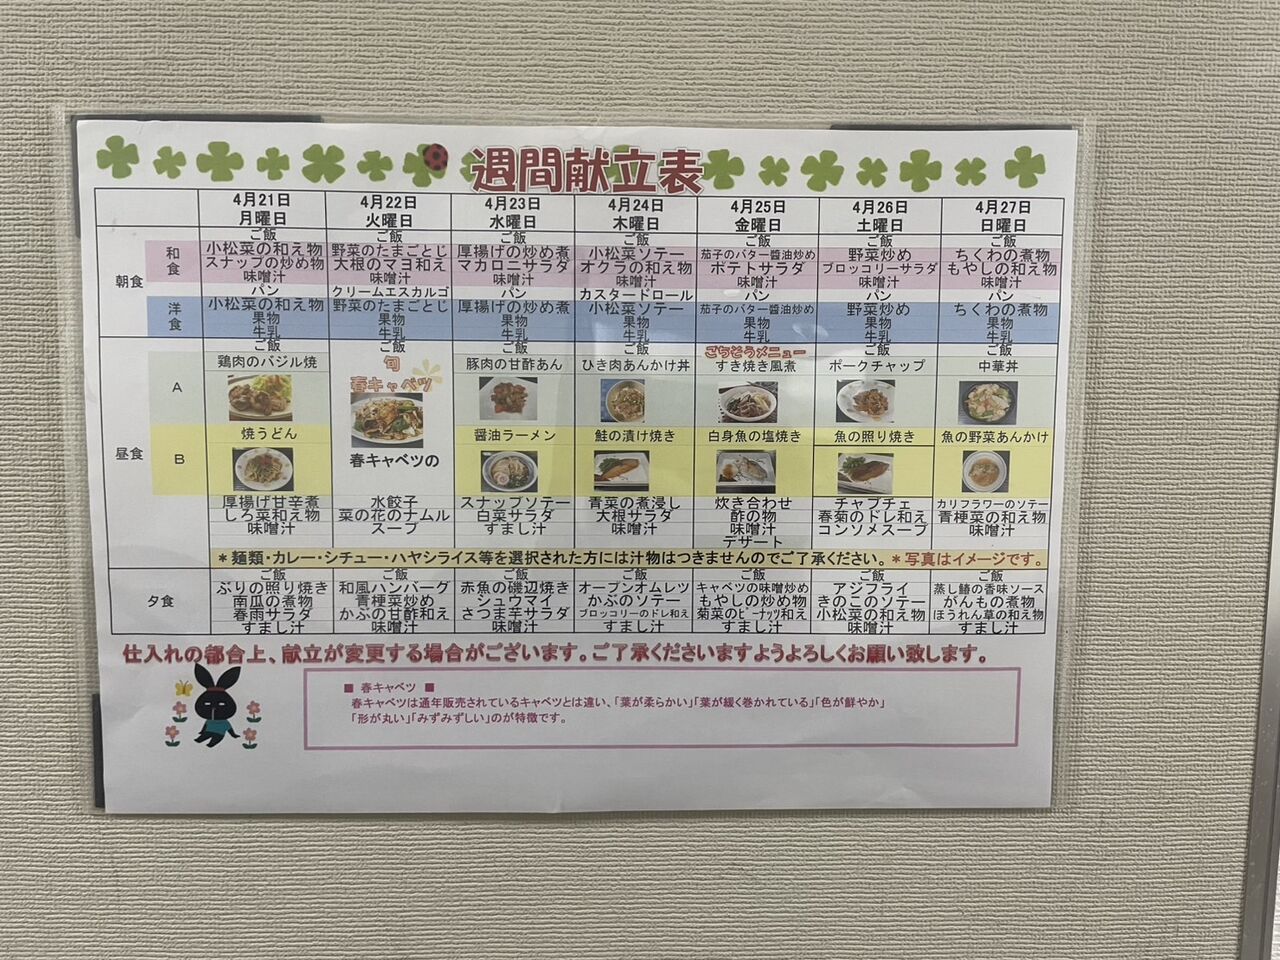 週間献立表
4月21日 4月22日 4月23日 4月24日 4月25日 4月26日 4月27日
月曜日 火曜日 水曜日 木曜日 金曜日 土曜日 日曜日
朝食
和食
ご飯 ご飯 ご飯 ご飯 ご飯 ご飯 ご飯
小松菜の和え物 野菜のたまごとじ 厚揚げの炒め煮 小松菜ソテー 茄子のバター醤油炒め 野菜炒め ちくわの煮物
スナップの炒め物 大根のマヨ和え マカロニサラダ オクラの和え物 ポテトサラダ ブロッコリーサラダ もやしの和え物
味噌汁 味噌汁 味噌汁 味噌汁 味噌汁 味噌汁 味噌汁
洋食
パン クリームエスカルゴ パン カスタードロール パン パン パン
小松菜の和え物 野菜のたまごとじ 厚揚げの炒め煮 小松菜ソテー 茄子のバター醤油炒め 野菜炒め ちくわの煮物
果物 果物 果物 果物 果物 果物 果物
牛乳 牛乳 牛乳 牛乳 牛乳 牛乳 牛乳
昼食
ご飯 ご飯 ご飯 ご飯 ごちそうメニュー ご飯 ご飯
A
鶏肉のバジル焼 旬 豚肉の甘酢あん ひき肉あんかけ丼 すき焼き風煮 ポークチャップ 中華丼
春キャベツ
B
焼うどん 醤油ラーメン 鮭の漬け焼き 白身魚の塩焼き 魚の照り焼き 魚の野菜あんかけ
春キャベツの
厚揚げ甘辛煮 水餃子 スナップソテー 青菜の煮浸し 炊き合わせ チャプチェ カリフラワーのソテー
しろ菜和え物 菜の花のナムル 白菜サラダ 大根サラダ 酢の物 春菊のドレ和え 青梗菜の和え物
味噌汁 スープ すまし汁 味噌汁 味噌汁 コンソメスープ 味噌汁
デザート
*麺類・カレー・シチュー・ハヤシライス等を選択された方には汁物はつきませんのでご了承ください。*写真はイメージです。
夕食
ご飯 ご飯 ご飯 ご飯 ご飯 ご飯 ご飯
ぶりの照り焼き 和風ハンバーグ 赤魚の磯辺焼き オープンオムレツ キャベツの味噌炒め アジフライ 蒸し鰆の香味ソース
南瓜の煮物 青梗菜炒め シュウマイ かぶのソテー もやしの炒め物 きのこのソテー がんもの煮物
春雨サラダ かぶの甘酢和え さつま芋サラダ ブロッコリーのドレ和え 菊菜のピーナッツ和え 小松菜の和え物 ほうれん草の和え物
すまし汁 味噌汁 味噌汁 すまし汁 すまし汁 味噌汁 すまし汁
仕入れの都合上、献立が変更する場合がございます。ご了承くださいますようよろしくお願い致します。
■ 春キャベツ ■
春キャベツは通年販売されているキャベツとは違い、「葉が柔らかい」「葉が緩く巻かれている」「色が鮮やか」
「形が丸い」「みずみずしい」のが特徴です。